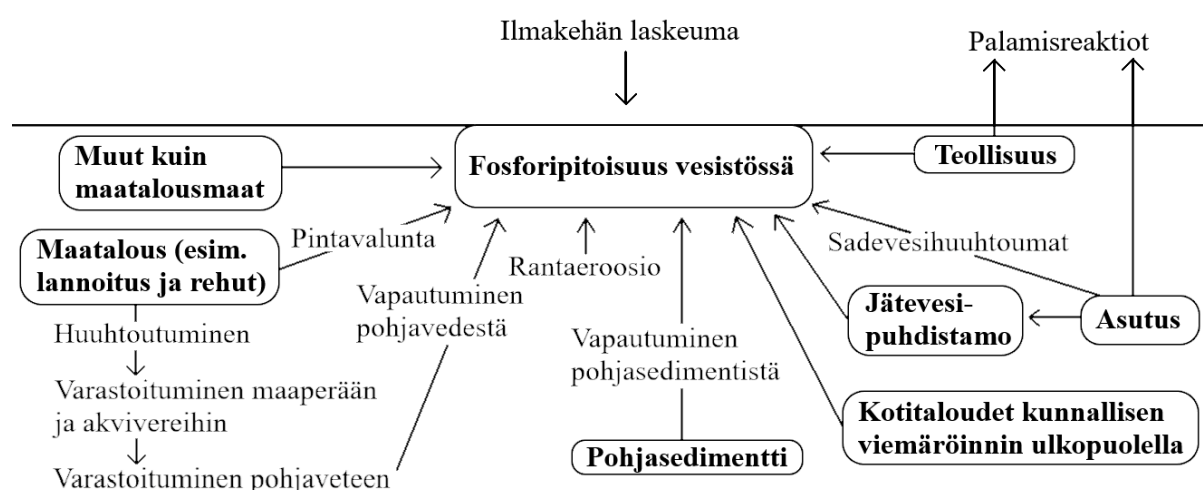 Ilmakehän laskeuma
Palamisreaktiot
Muut kuin
maatalousmaat
Fosforipitoisuus vesistössä
Teollisuus
Maatalous (esim.
lannoitus ja rehut)
Pintavalunta
Rantaeroosio
Sadevesihuuhtoumat
Huuhtoutuminen
Vapautuminen
pohjavedestä
Vapautuminen
pohjasedimentistä
Jätevesi-
puhdistamo
Asutus
Varastoituminen maaperään
ja akvivereihin
Varastoituminen pohjaveteen
Pohjasedimentti
Kotitaloudet kunnallisen
viemäröinnin ulkopuolella